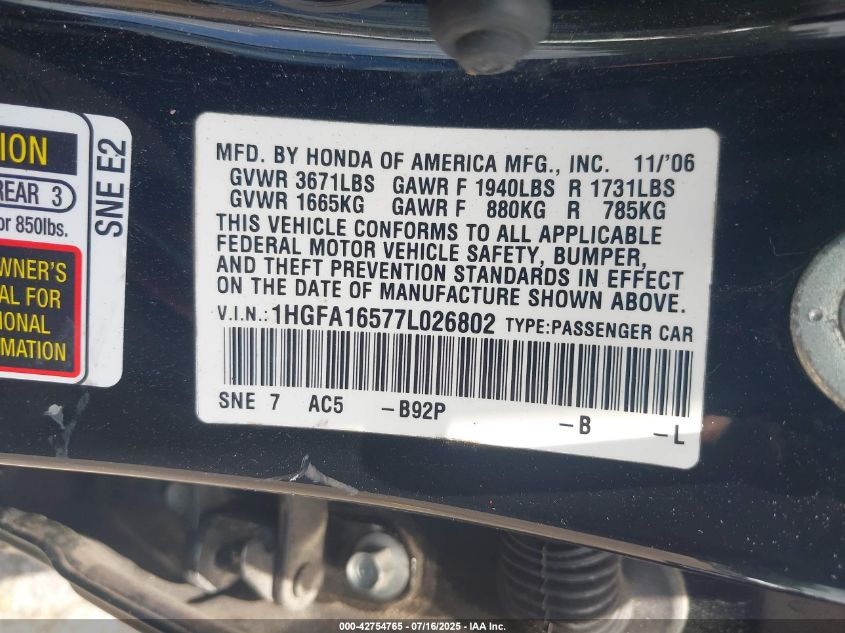 ION
REAR 3
or 850lbs.
WNER'S
AL FOR
IONAL
MATION
SNE E2
MFD. BY HONDA OF AMERICA MFG., INC. 11/'06
GVWR 3671LBS GAWR F 1940LBS R 1731LBS
GVWR 1665KG GAWR F 880KG R 785KG
THIS VEHICLE CONFORMS TO ALL APPLICABLE
FEDERAL MOTOR VEHICLE SAFETY, BUMPER,
AND THEFT PREVENTION STANDARDS IN EFFECT
ON THE DATE OF MANUFACTURE SHOWN ABOVE.
V.I.N.: 1HGFA16577L026802 TYPE:PASSENGER CAR
SNE 7 AC5 -B92P -B -L
000-42754765 - 07/16/2025 - IAA Inc.